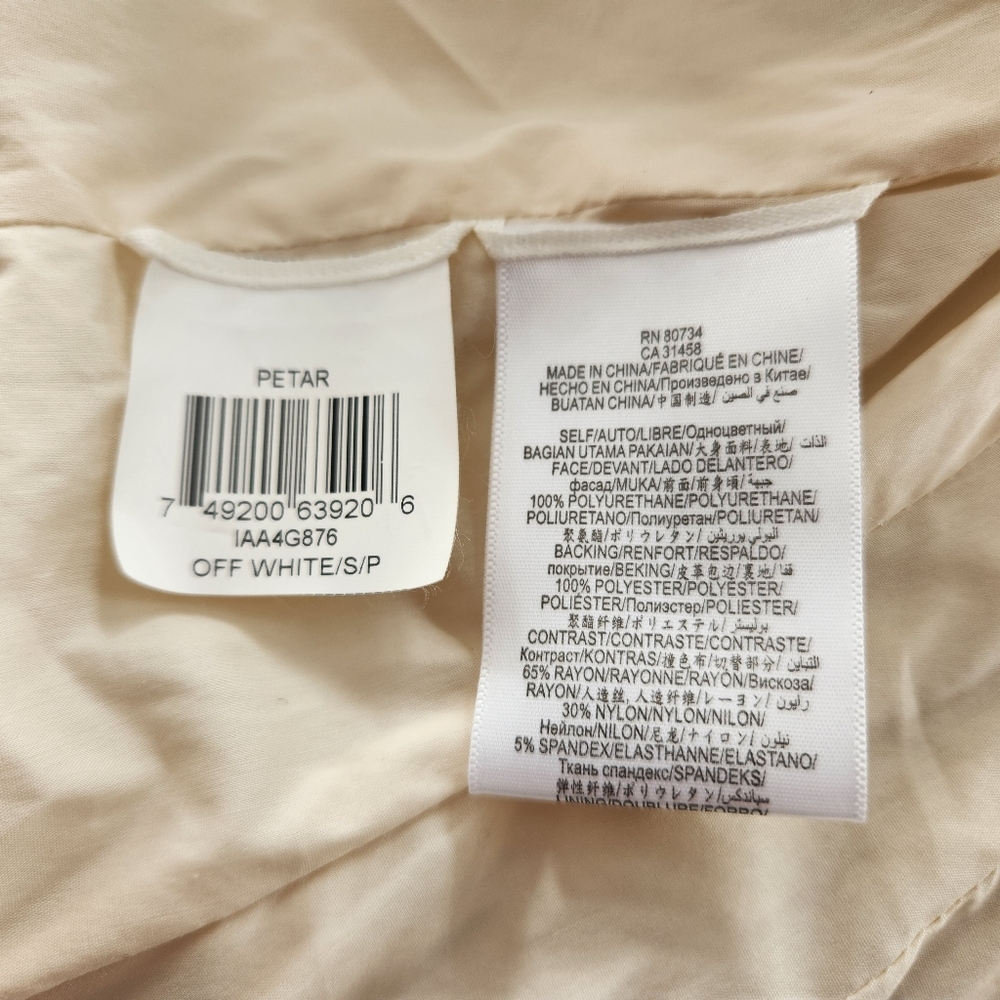 PETAR
7 49200 63920 6
IAA4G876
OFF WHITE/S/P
RN 80734
CA 31458
MADE IN CHINA/FABRIQUÉ EN CHINE/
HECHO EN CHINA/Произведено в Китае/
BUATAN CHINA/中国制造/ صنع في الصين
SELF/AUTO/LIBRE/Одноцветный/
BAGIAN UTAMA PAKAIAN/大身面料/表地/ الذات
FACE/DEVANT/LADO DELANTERO/
фасад/MUKA/前面/前身頃/ جبهة
100% POLYURETHANE/POLYURETHANE/
POLIURETANO/Полиуретан/POLIURETAN/
聚氨酯/ポリウレタン/ البولي يوريثين
BACKING/RENFORT/RESPALDO/
покрытие/BEKING/皮革包边/裏地/
100% POLYESTER/POLYESTER/
POLIÉSTER/Полиэстер/POLIESTER/
聚酯纤维/ポリエステル/ بوليستر
CONTRAST/CONTRASTE/CONTRASTE/
Контраст/KONTRAS/撞色布/切替部分/ التباين
65% RAYON/RAYONNE/RAYÓN/Вискоза/
RAYON/人造丝, 人造纤维/レーヨン/ رايون
30% NYLON/NYLON/NILON/
Нейлон/NILON/尼龙/ナイロン/ نيلون
5% SPANDEX/ELASTHANNE/ELASTANO/
Ткань спандекс/SPANDEKS/
弹性纤维/ポリウレタン/ سباندكس
LINING/DOUBLURE/FORRO/